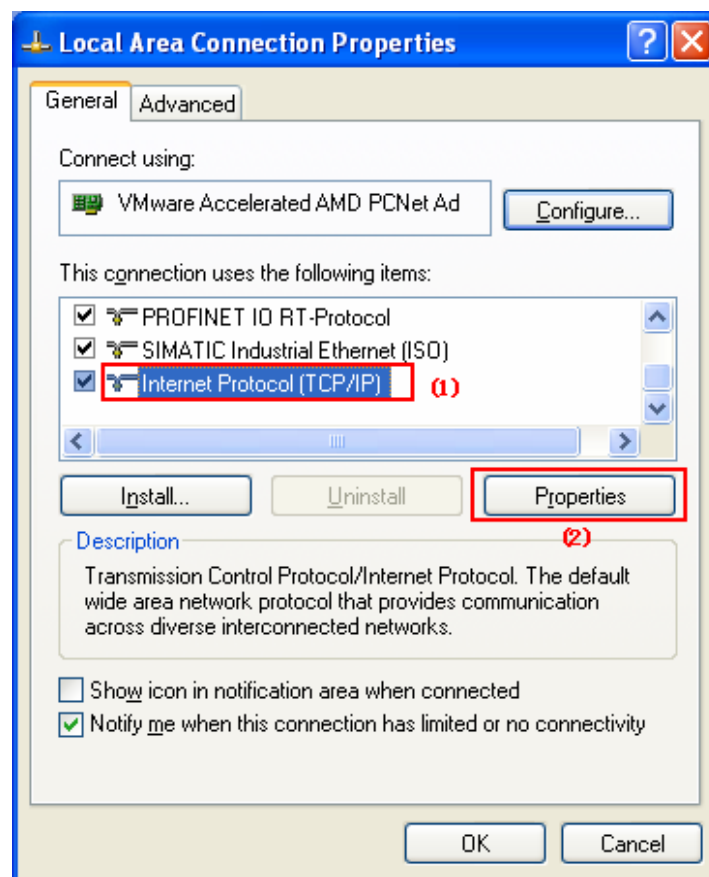 Local Area Connection Properties
General
Advanced
Connect using:
VMware Accelerated AMD PCNet Ad
Configure...
This connection uses the following items:
PROFINET IO RT-Protocol
SIMATIC Industrial Ethernet (ISO)
Internet Protocol (TCP/IP)
(1)
Install...
Uninstall
Properties
(2)
Description
Transmission Control Protocol/Internet Protocol. The default
wide area network protocol that provides communication
across diverse interconnected networks.
Show icon in notification area when connected
Notify me when this connection has limited or no connectivity
OK
Cancel